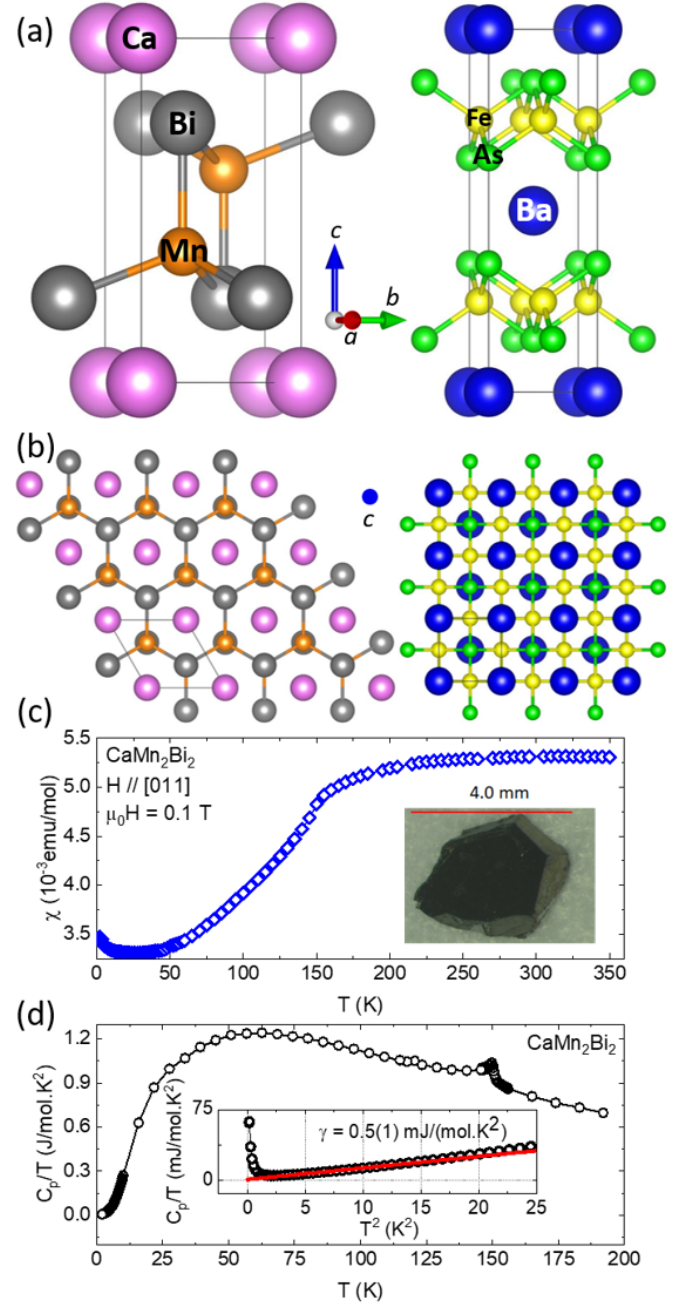 (a)
Ca
Bi
Mn
Fe
As
Ba
c
b
a
(b)
c
(c)
5.5
5.0
4.5
4.0
3.5
χ (10⁻³emu/mol)
CaMn₂Bi₂
H // [011]
μ₀H = 0.1 T
4.0 mm
0 50 100 150 200 250 300 350
T (K)
(d)
1.2
0.9
0.6
0.3
0.0
Cₚ/T (J/mol.K²)
CaMn₂Bi₂
75
0
Cₚ/T (mJ/mol.K²)
γ = 0.5(1) mJ/(mol.K²)
0 5 10 15 20 25
T² (K²)
0 25 50 75 100 125 150 175 200
T (K)